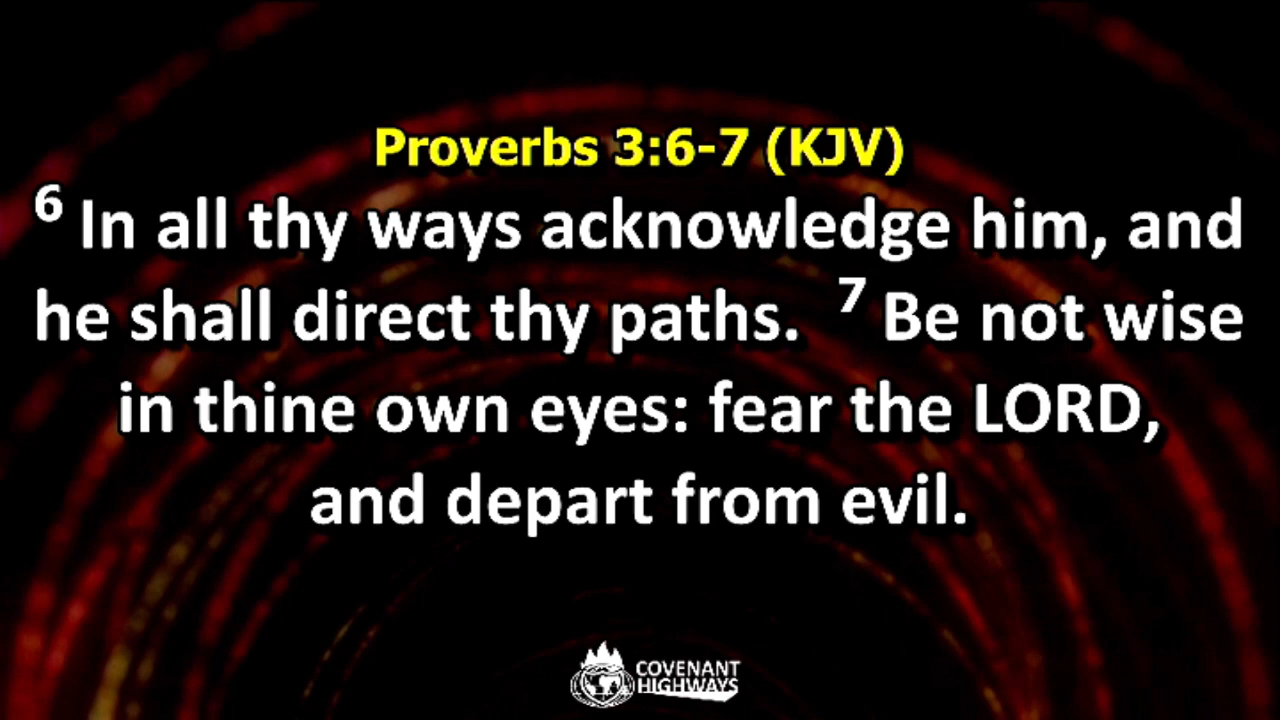 Proverbs 3:6-7 (KJV)
6 In all thy ways acknowledge him, and
he shall direct thy paths. 7 Be not wise
in thine own eyes: fear the LORD,
and depart from evil.
COVENANT
HIGHWAYS